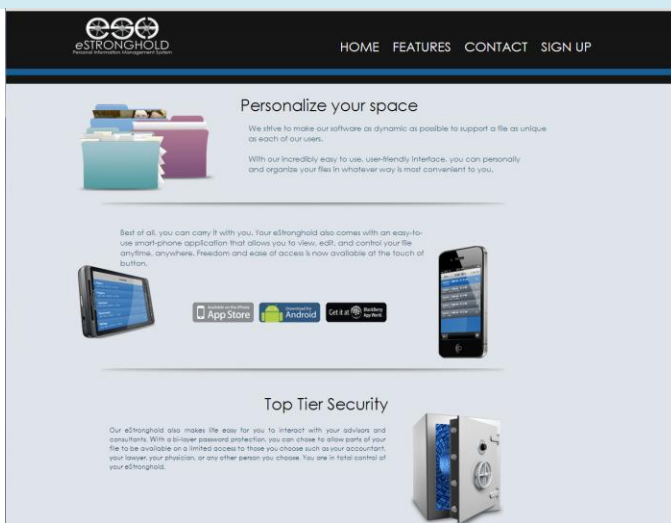 eSTRONGHOLD
Personal Information Management System
HOME FEATURES CONTACT SIGN UP
Personalize your space
We strive to make our software as dynamic as possible to support a file as unique
as each of our users.
With our incredibly easy to use, user-friendly interface, you can personally
and organize your files in whatever way is most convenient to you.
Best of all, you can carry it with you. Your eStronghold also comes with an easy-to-
use smart-phone application that allows you to view, edit, and control your file
anytime, anywhere. Freedom and ease of access is now available at the touch of
button.
Available on the iPhone
App Store
Download for
Android
Get it at BlackBerry
App World
Top Tier Security
Our eStronghold also makes life easy for you to interact with your advisors and
consultants. With a bi-layer password protection, you can chose to allow parts of your
file to be available on a limited access to those you choose such as your accountant,
your lawyer, your physician, or any other person you choose. You are in total control of
your eStronghold.